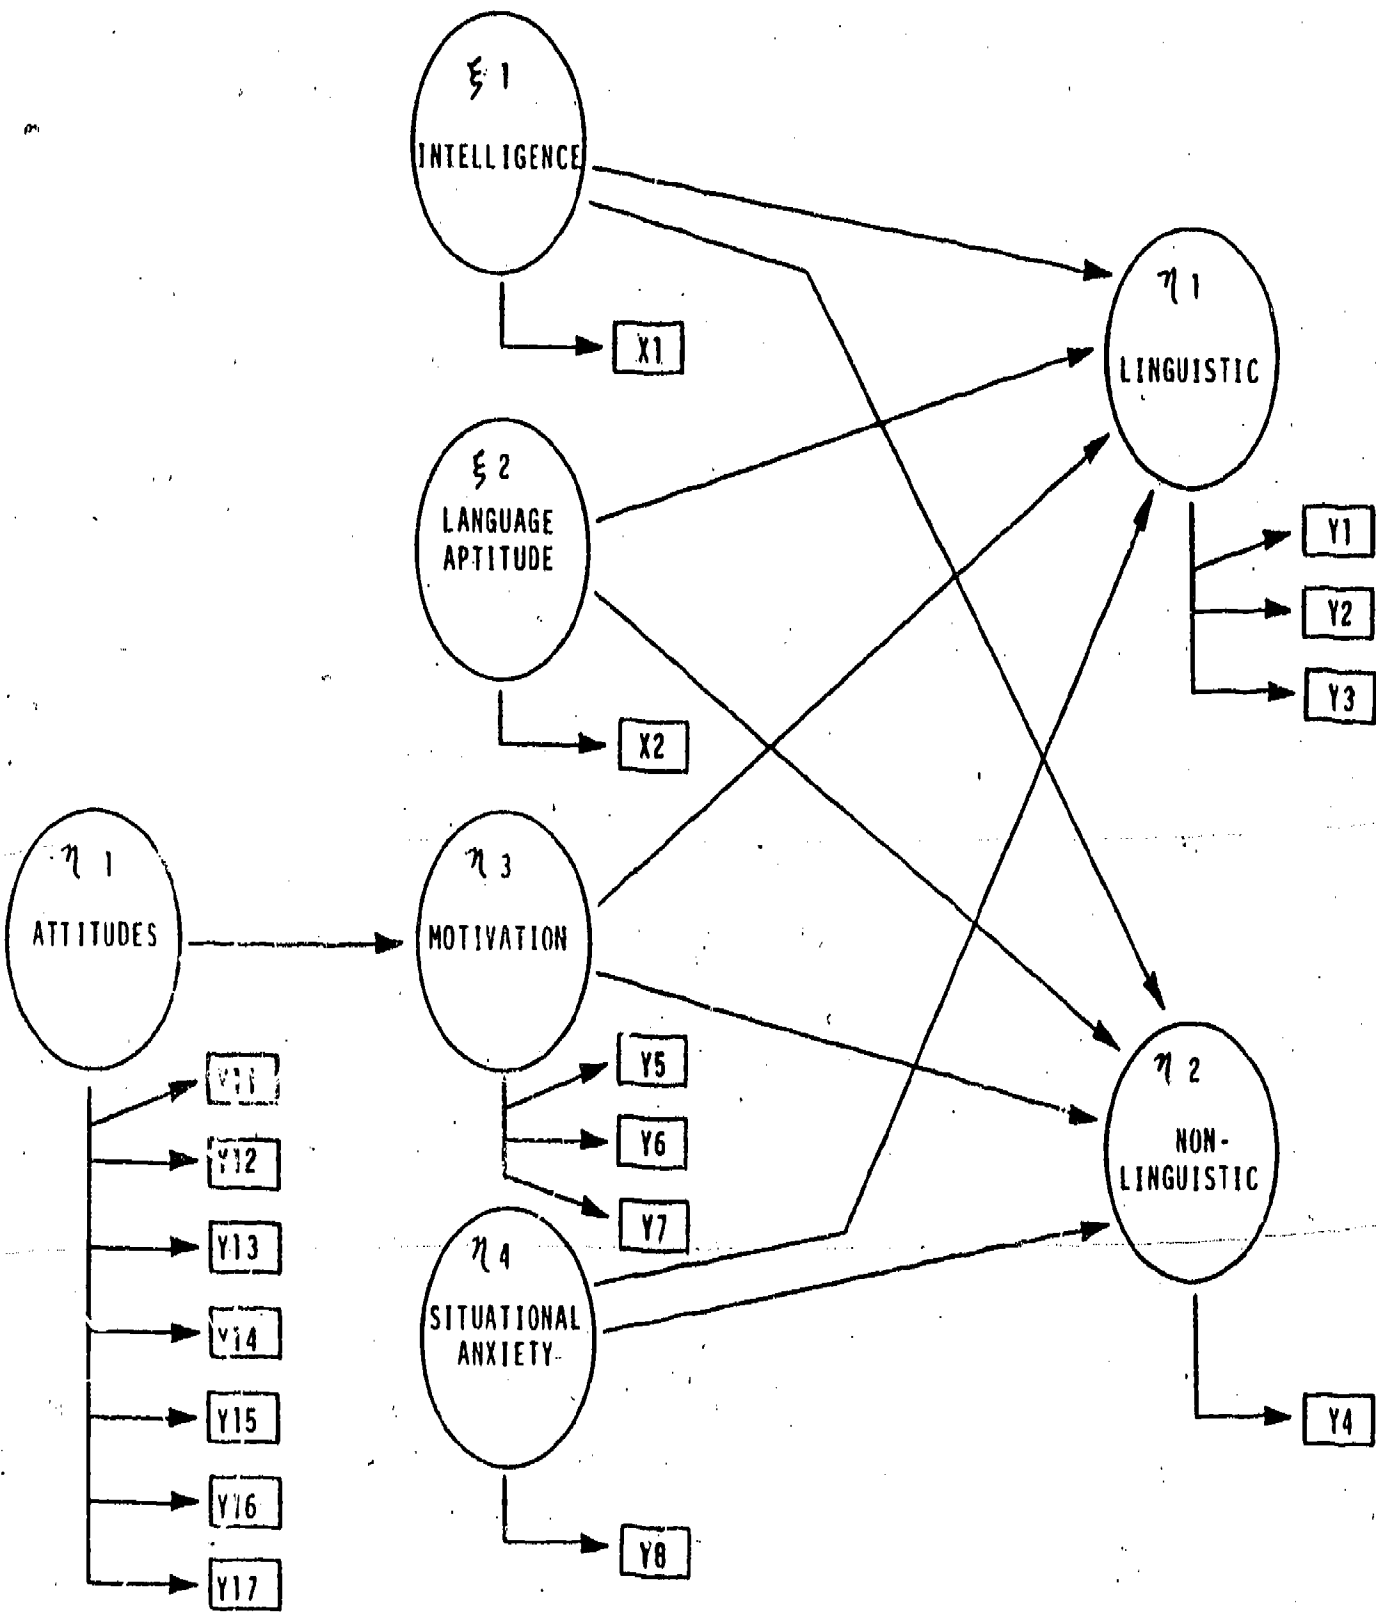 ξ 1
INTELLIGENCE
X1
η 1
LINGUISTIC
Y1
Y2
Y3
ξ 2
LANGUAGE
APTITUDE
X2
η 1
ATTITUDES
Y11
Y12
Y13
Y14
Y15
Y16
Y17
η 3
MOTIVATION
Y5
Y6
Y7
η 2
NON-
LINGUISTIC
Y4
η 4
SITUATIONAL
ANXIETY
Y8